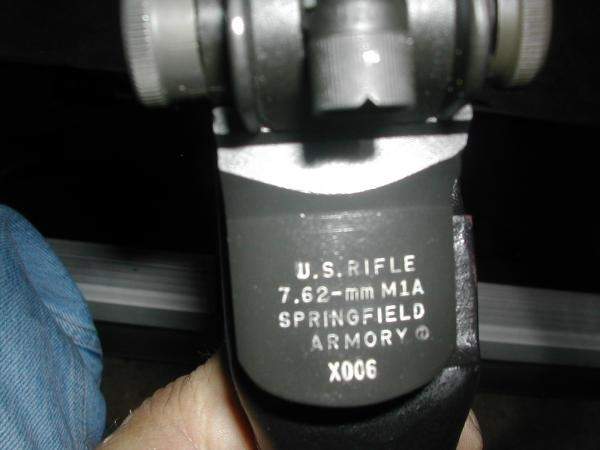 U.S. RIFLE
7.62-mm M1A
SPRINGFIELD
ARMORY ®
X006